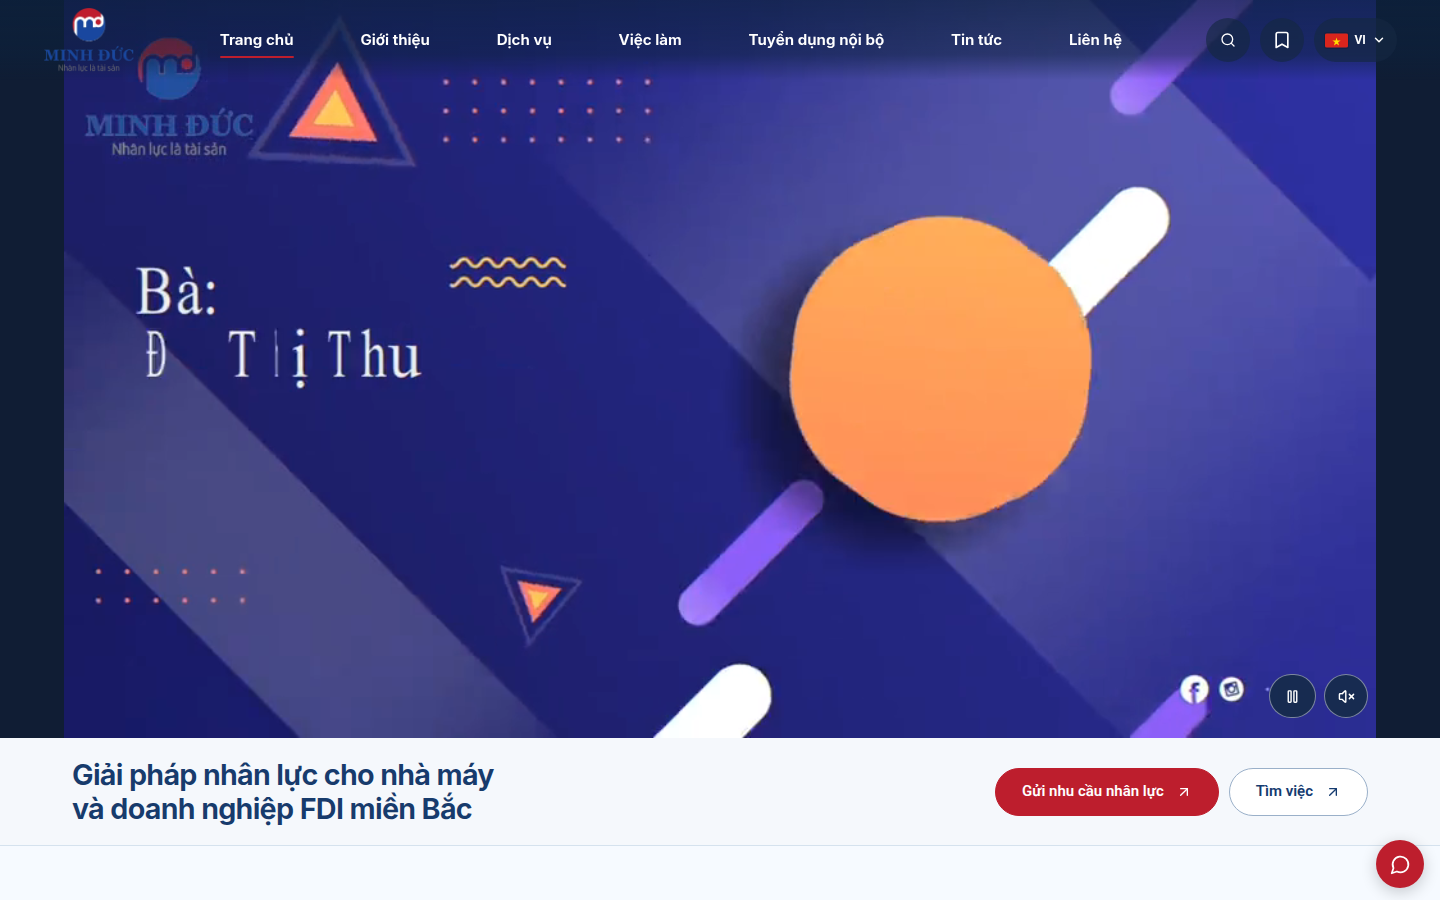 MINH ĐỨC
Nhân lực là tài sản
Trang chủ
Giới thiệu
Dịch vụ
Việc làm
Tuyển dụng nội bộ
Tin tức
Liên hệ
VI
MINH ĐỨC
Nhân lực là tài sản
Bà:
Thu
Giải pháp nhân lực cho nhà máy
và doanh nghiệp FDI miền Bắc
Gửi nhu cầu nhân lực
Tìm việc